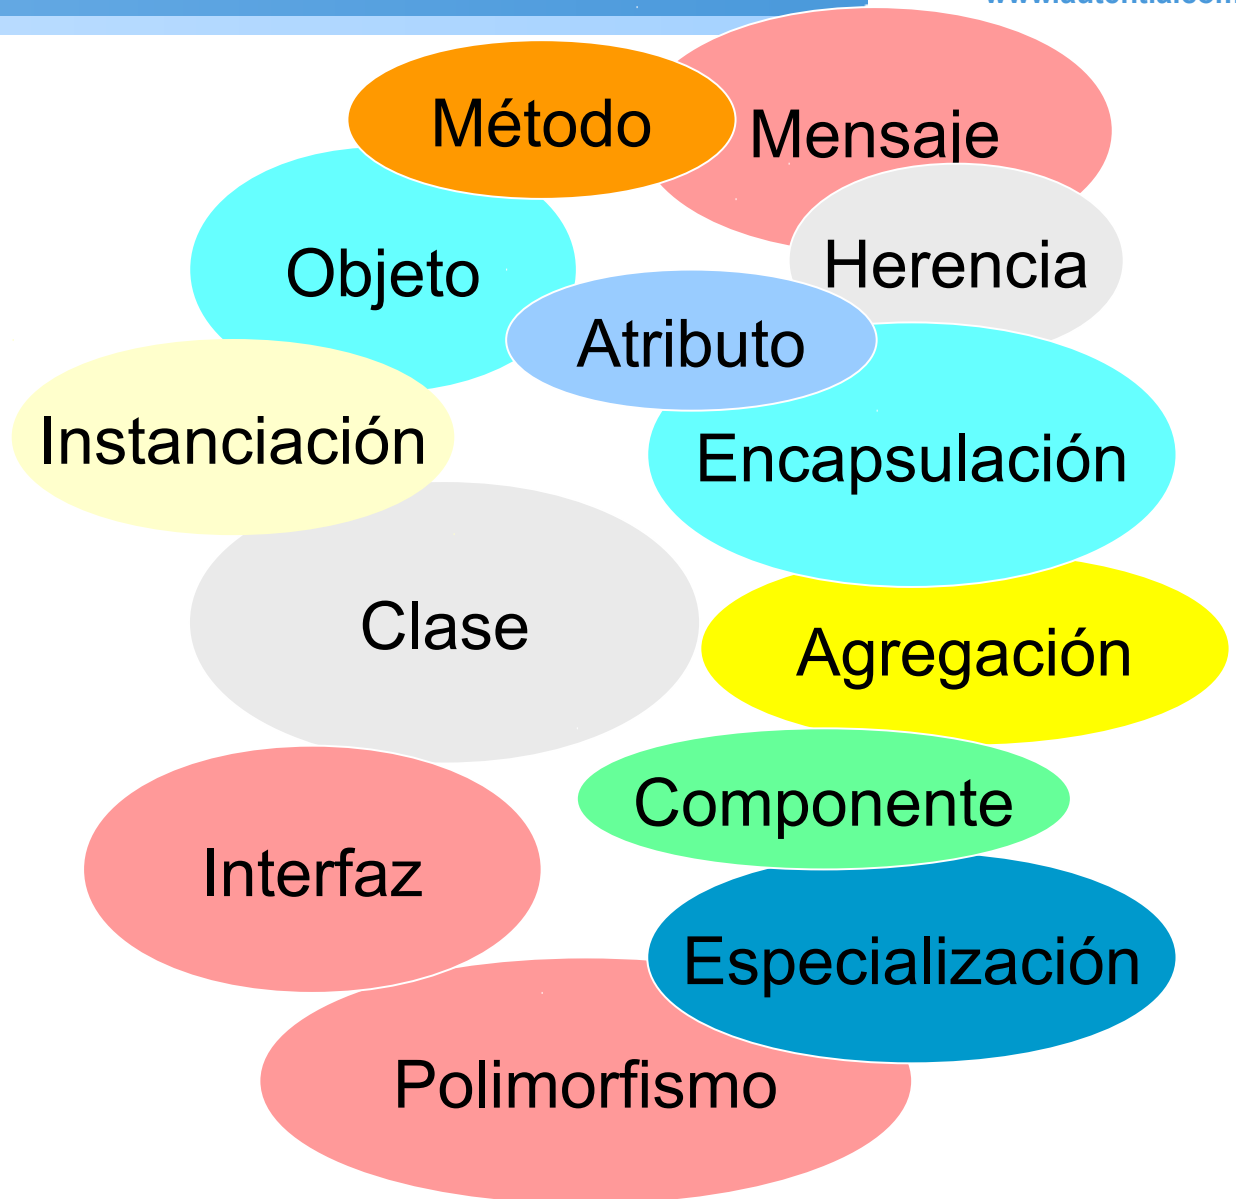 Método
Mensaje
Objeto
Herencia
Atributo
Instanciación
Encapsulación
Clase
Agregación
Componente
Interfaz
Especialización
Polimorfismo